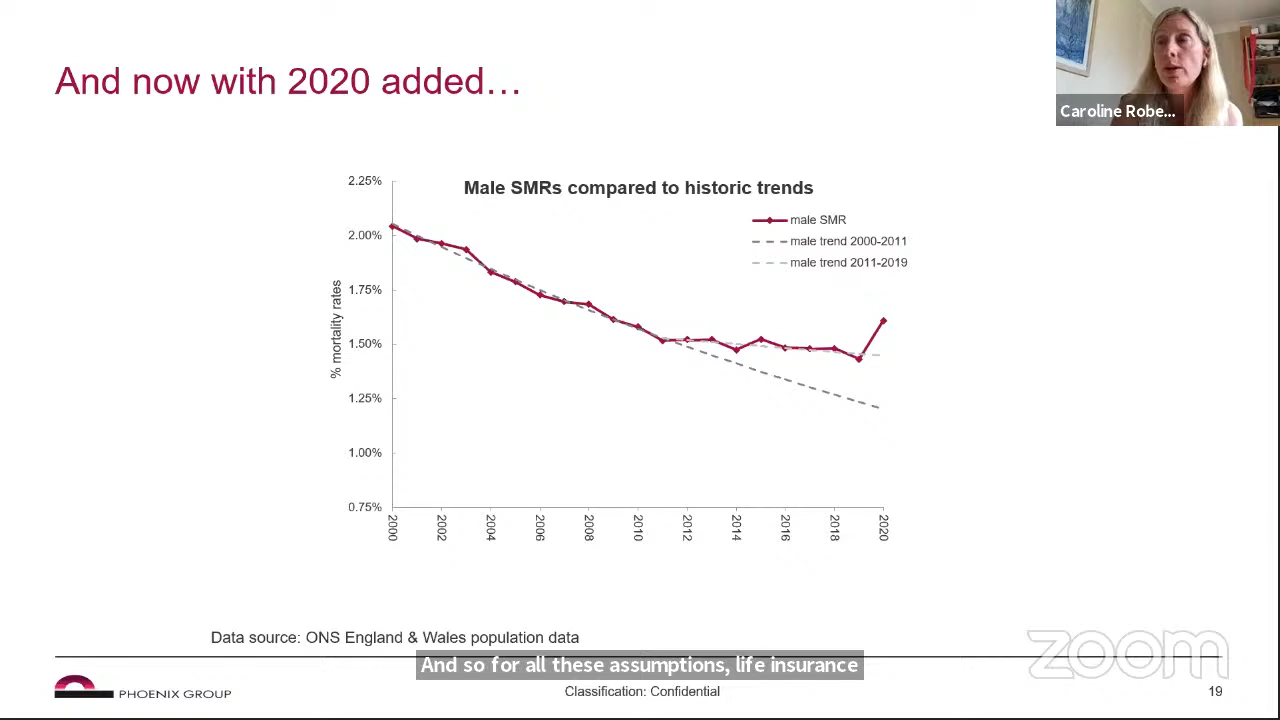 And now with 2020 added…
Caroline Robe...
Male SMRs compared to historic trends
male SMR
male trend 2000-2011
male trend 2011-2019
% mortality rates
2.25%
2.00%
1.75%
1.50%
1.25%
1.00%
0.75%
2000
2002
2004
2006
2008
2010
2012
2014
2016
2018
2020
Data source: ONS England & Wales population data
zoom
And so for all these assumptions, life insurance
PHOENIX GROUP
Classification: Confidential
19